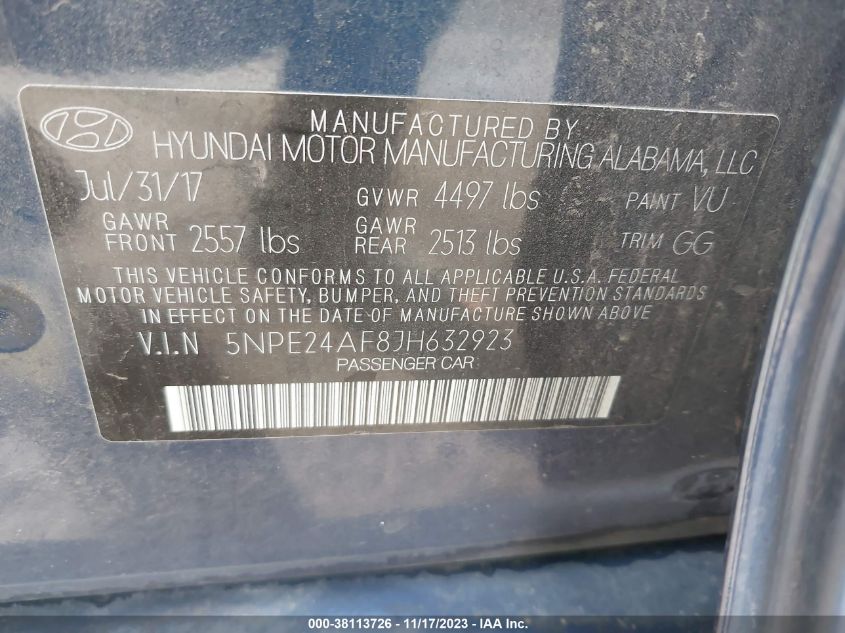 MANUFACTURED BY
HYUNDAI MOTOR MANUFACTURING ALABAMA, LLC
Jul/31/17 GVWR 4497 lbs PAINT VU
GAWR FRONT 2557 lbs GAWR REAR 2513 lbs TRIM GG
THIS VEHICLE CONFORMS TO ALL APPLICABLE U.S.A. FEDERAL
MOTOR VEHICLE SAFETY, BUMPER, AND THEFT PREVENTION STANDARDS
IN EFFECT ON THE DATE OF MANUFACTURE SHOWN ABOVE
V.I.N 5NPE24AF8JH632923
PASSENGER CAR
000-38113726 - 11/17/2023 - IAA Inc.